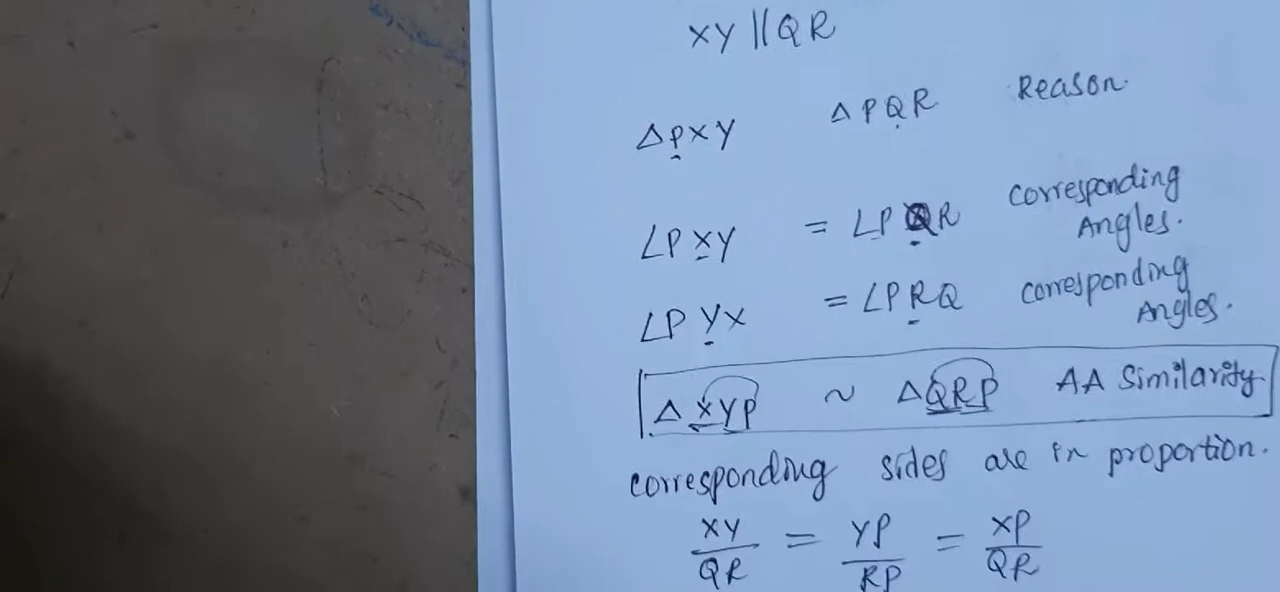 XY || QR
ΔPXY ΔPQR Reason.
∠PXY = ∠PQR Corresponding Angles.
∠PYX = ∠PRQ Corresponding Angles.
ΔXYP ~ ΔQRP AA Similarity
corresponding sides are in proportion.
XY/QR = YP/RP = XP/QR